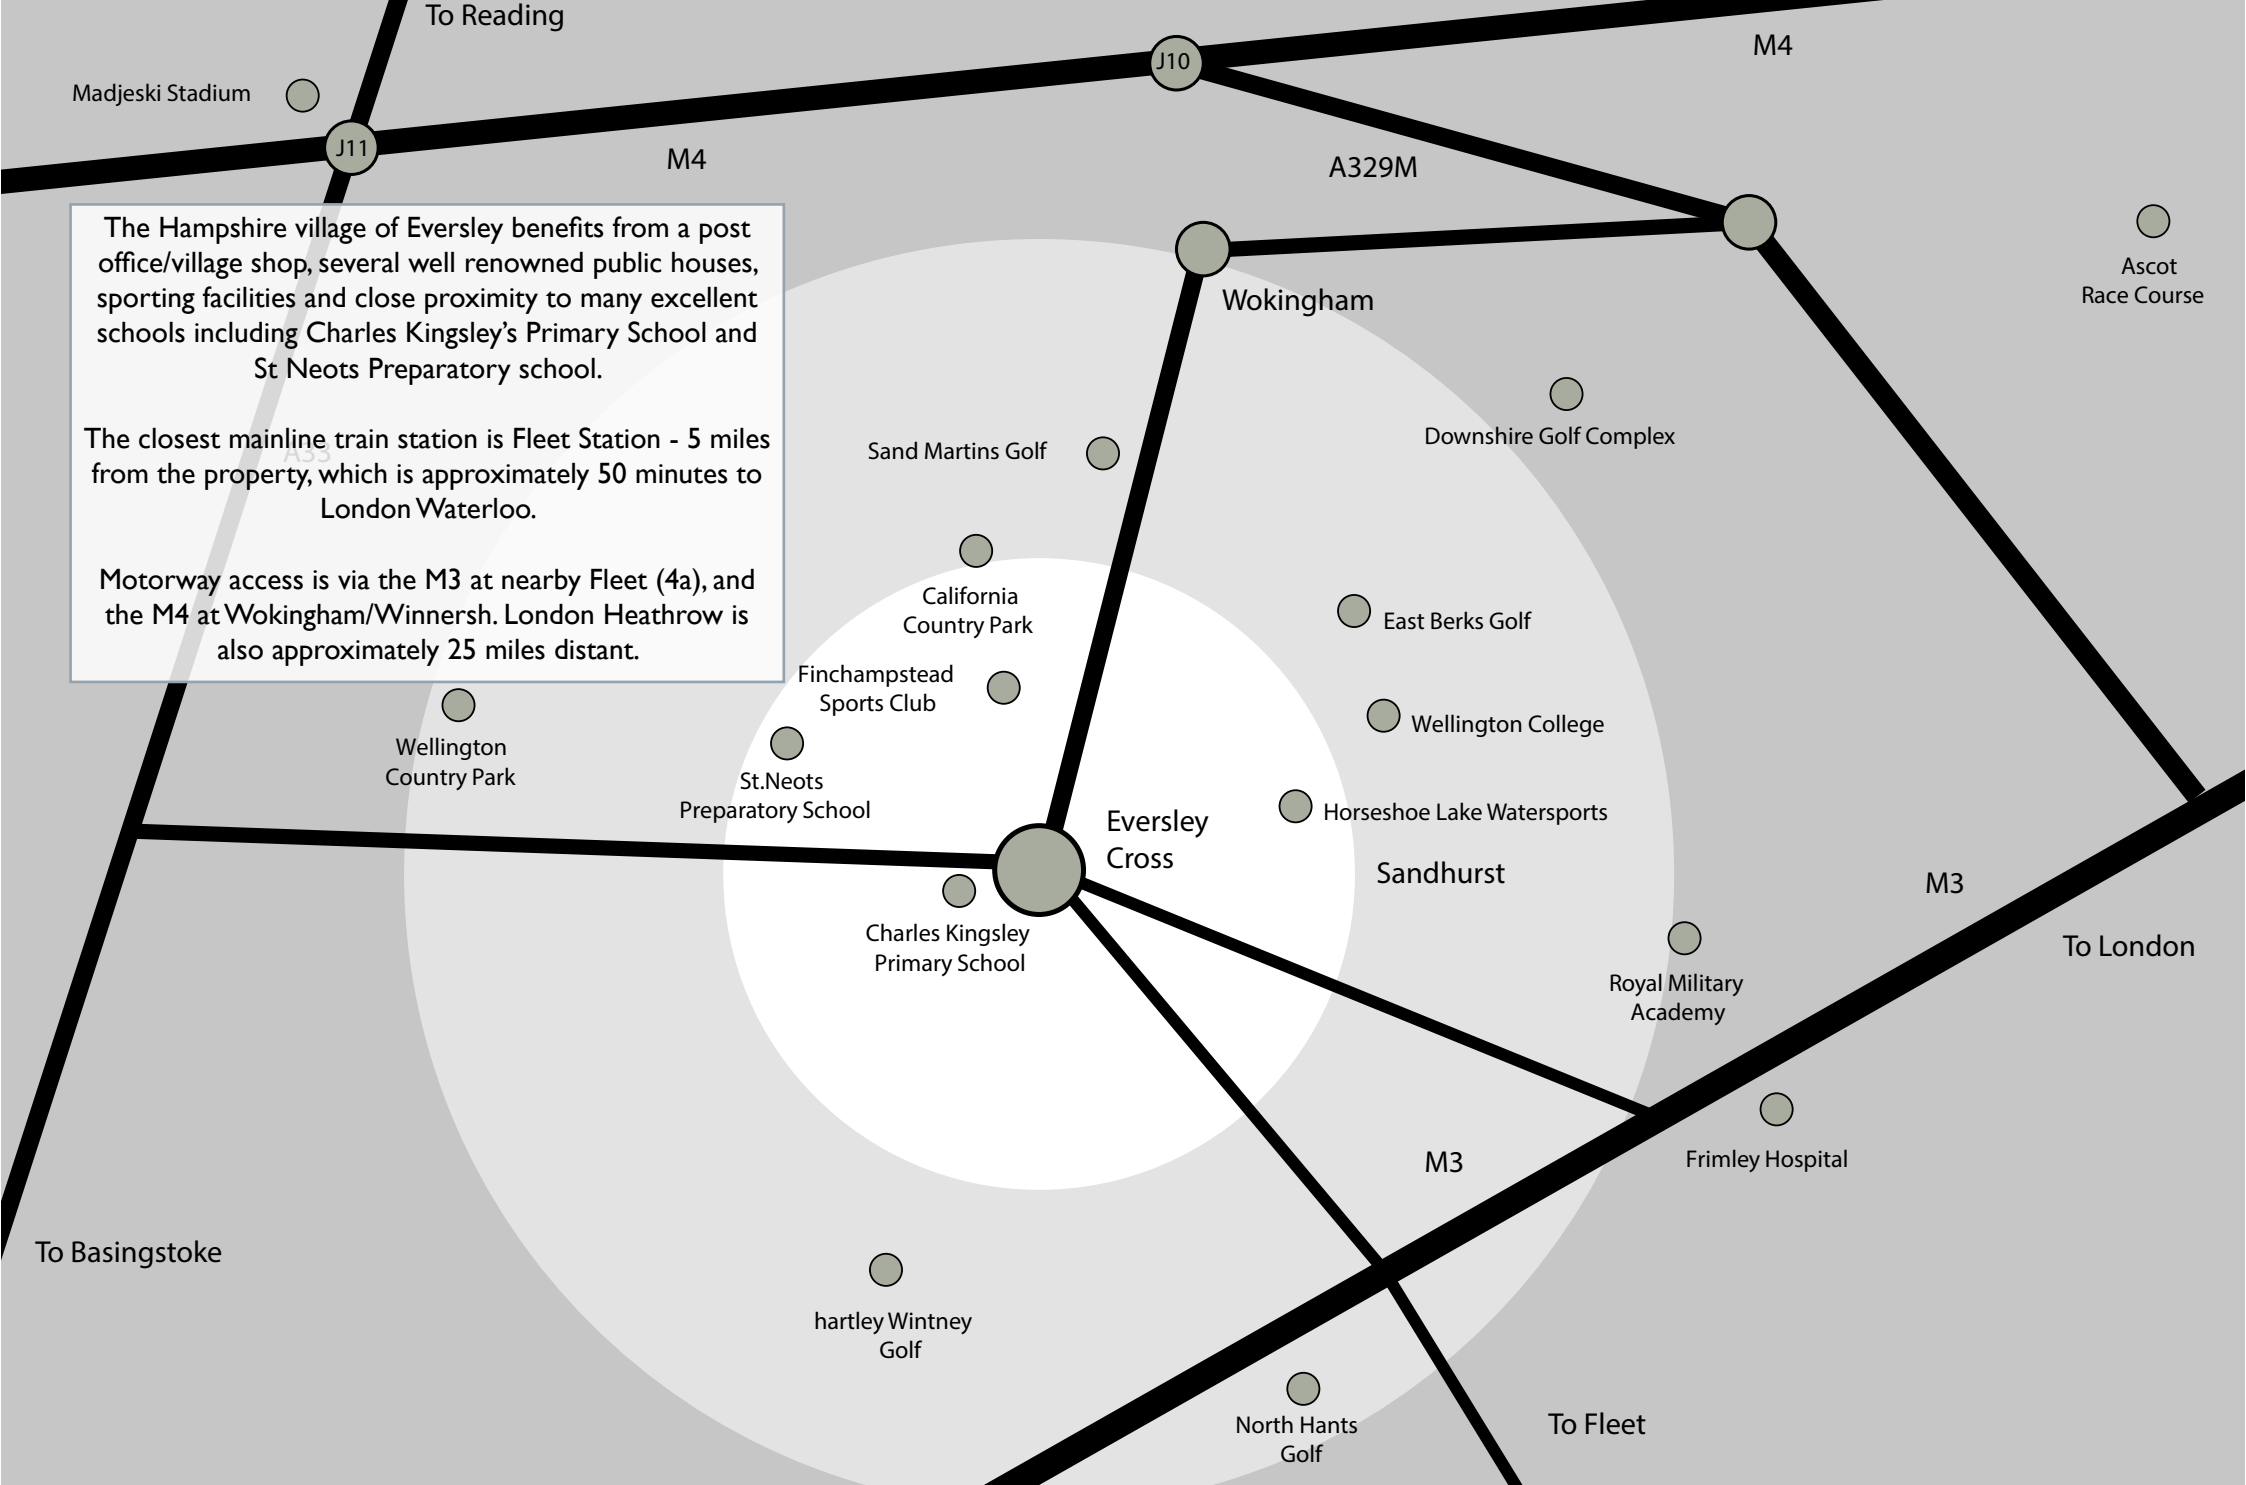 To Reading
J10
M4
Madjeski Stadium
J11
M4
A329M
The Hampshire village of Eversley benefits from a post
office/village shop, several well renowned public houses,
sporting facilities and close proximity to many excellent
schools including Charles Kingsley's Primary School and
St Neots Preparatory school.
The closest mainline train station is Fleet Station - 5 miles
from the property, which is approximately 50 minutes to
London Waterloo.
Motorway access is via the M3 at nearby Fleet (4a), and
the M4 at Wokingham/Winnersh. London Heathrow is
also approximately 25 miles distant.
A33
Ascot
Race Course
Wokingham
Downshire Golf Complex
Sand Martins Golf
California
Country Park
East Berks Golf
Finchampstead
Sports Club
Wellington College
Wellington
Country Park
St.Neots
Preparatory School
Horseshoe Lake Watersports
Eversley
Cross
Sandhurst
M3
Charles Kingsley
Primary School
To London
Royal Military
Academy
M3
Frimley Hospital
To Basingstoke
hartley Wintney
Golf
North Hants
Golf
To Fleet